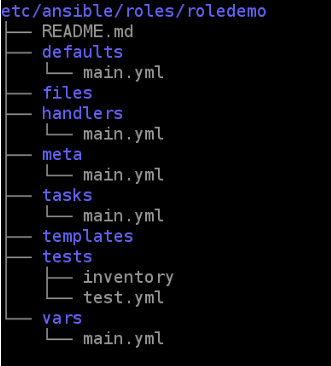 etc/ansible/roles/roledemo
├── README.md
├── defaults
│   └── main.yml
├── files
├── handlers
│   └── main.yml
├── meta
│   └── main.yml
├── tasks
│   └── main.yml
├── templates
├── tests
│   ├── inventory
│   └── test.yml
└── vars
    └── main.yml